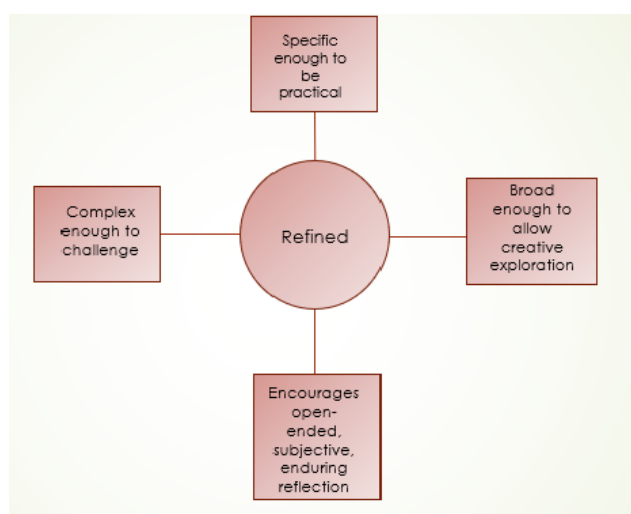 Specific
enough to
be
practical
Complex
enough to
challenge
Refined
Broad
enough to
allow
creative
exploration
Encourages
open-
ended,
subjective,
enduring
reflection